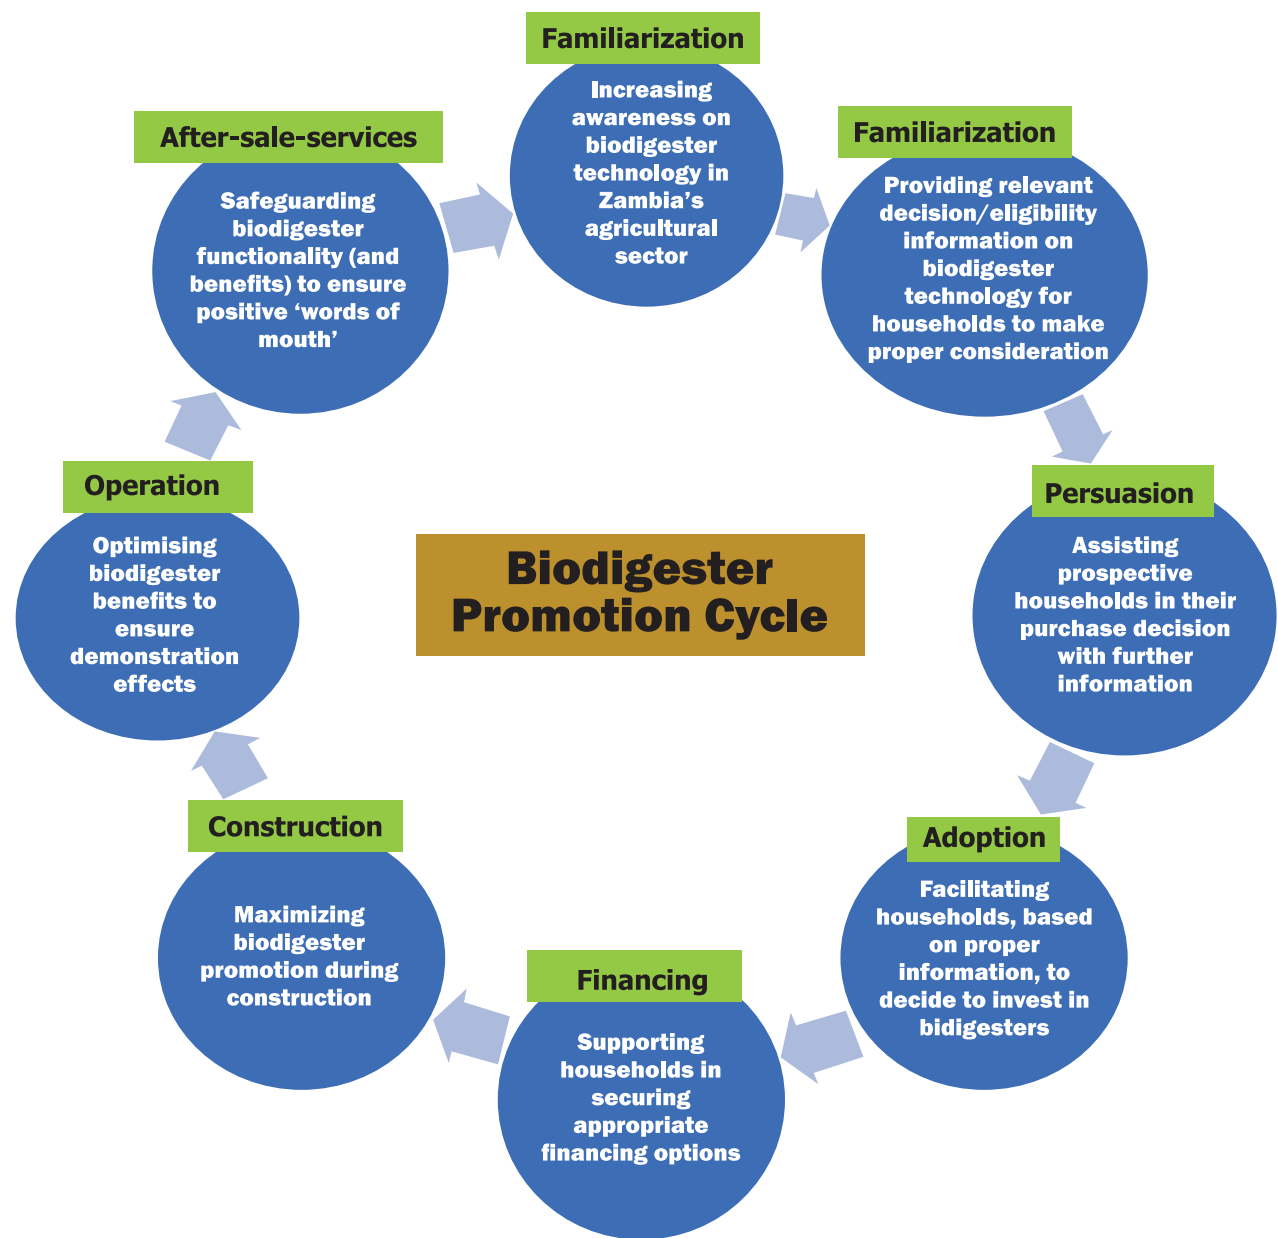 Familiarization
Increasing
awareness on
biodigester
technology in
Zambia's
agricultural
sector
Familiarization
Providing relevant
decision/eligibility
information on
biodigester
technology for
households to make
proper consideration
Persuasion
Assisting
prospective
households in their
purchase decision
with further
information
Adoption
Facilitating
households, based
on proper
information, to
decide to invest in
bidigesters
Financing
Supporting
households in
securing
appropriate
financing options
Construction
Maximizing
biodigester
promotion during
construction
Operation
Optimising
biodigester
benefits to
ensure
demonstration
effects
After-sale-services
Safeguarding
biodigester
functionality (and
benefits) to ensure
positive ‘words of
mouth’
Biodigester
Promotion Cycle